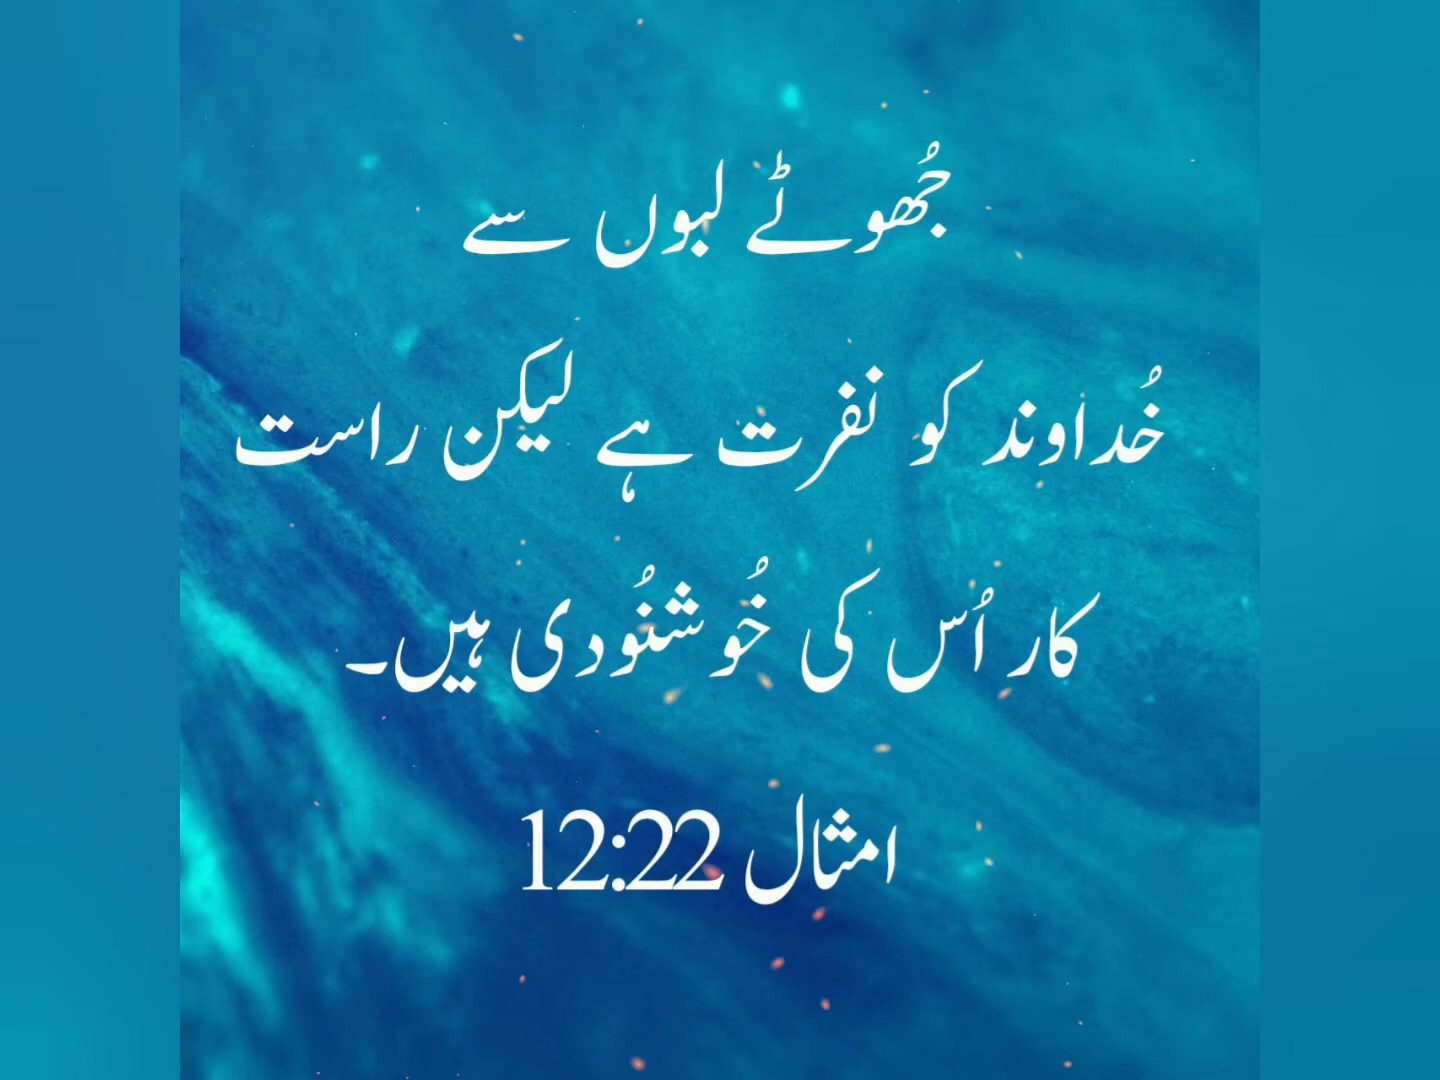 جُھوٹے لبوں سے
خُداوند کو نفرت ہے لیکن راست
کار اُس کی خُوشنُودی ہیں۔
امثال 12:22